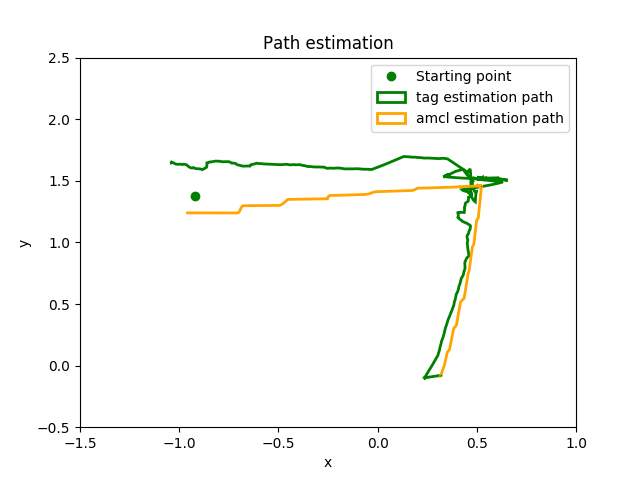 Path estimation
2.5
2.0
1.5
1.0
0.5
0.0
−0.5
y
Starting point
tag estimation path
amcl estimation path
−1.5
−1.0
−0.5
0.0
0.5
1.0
x